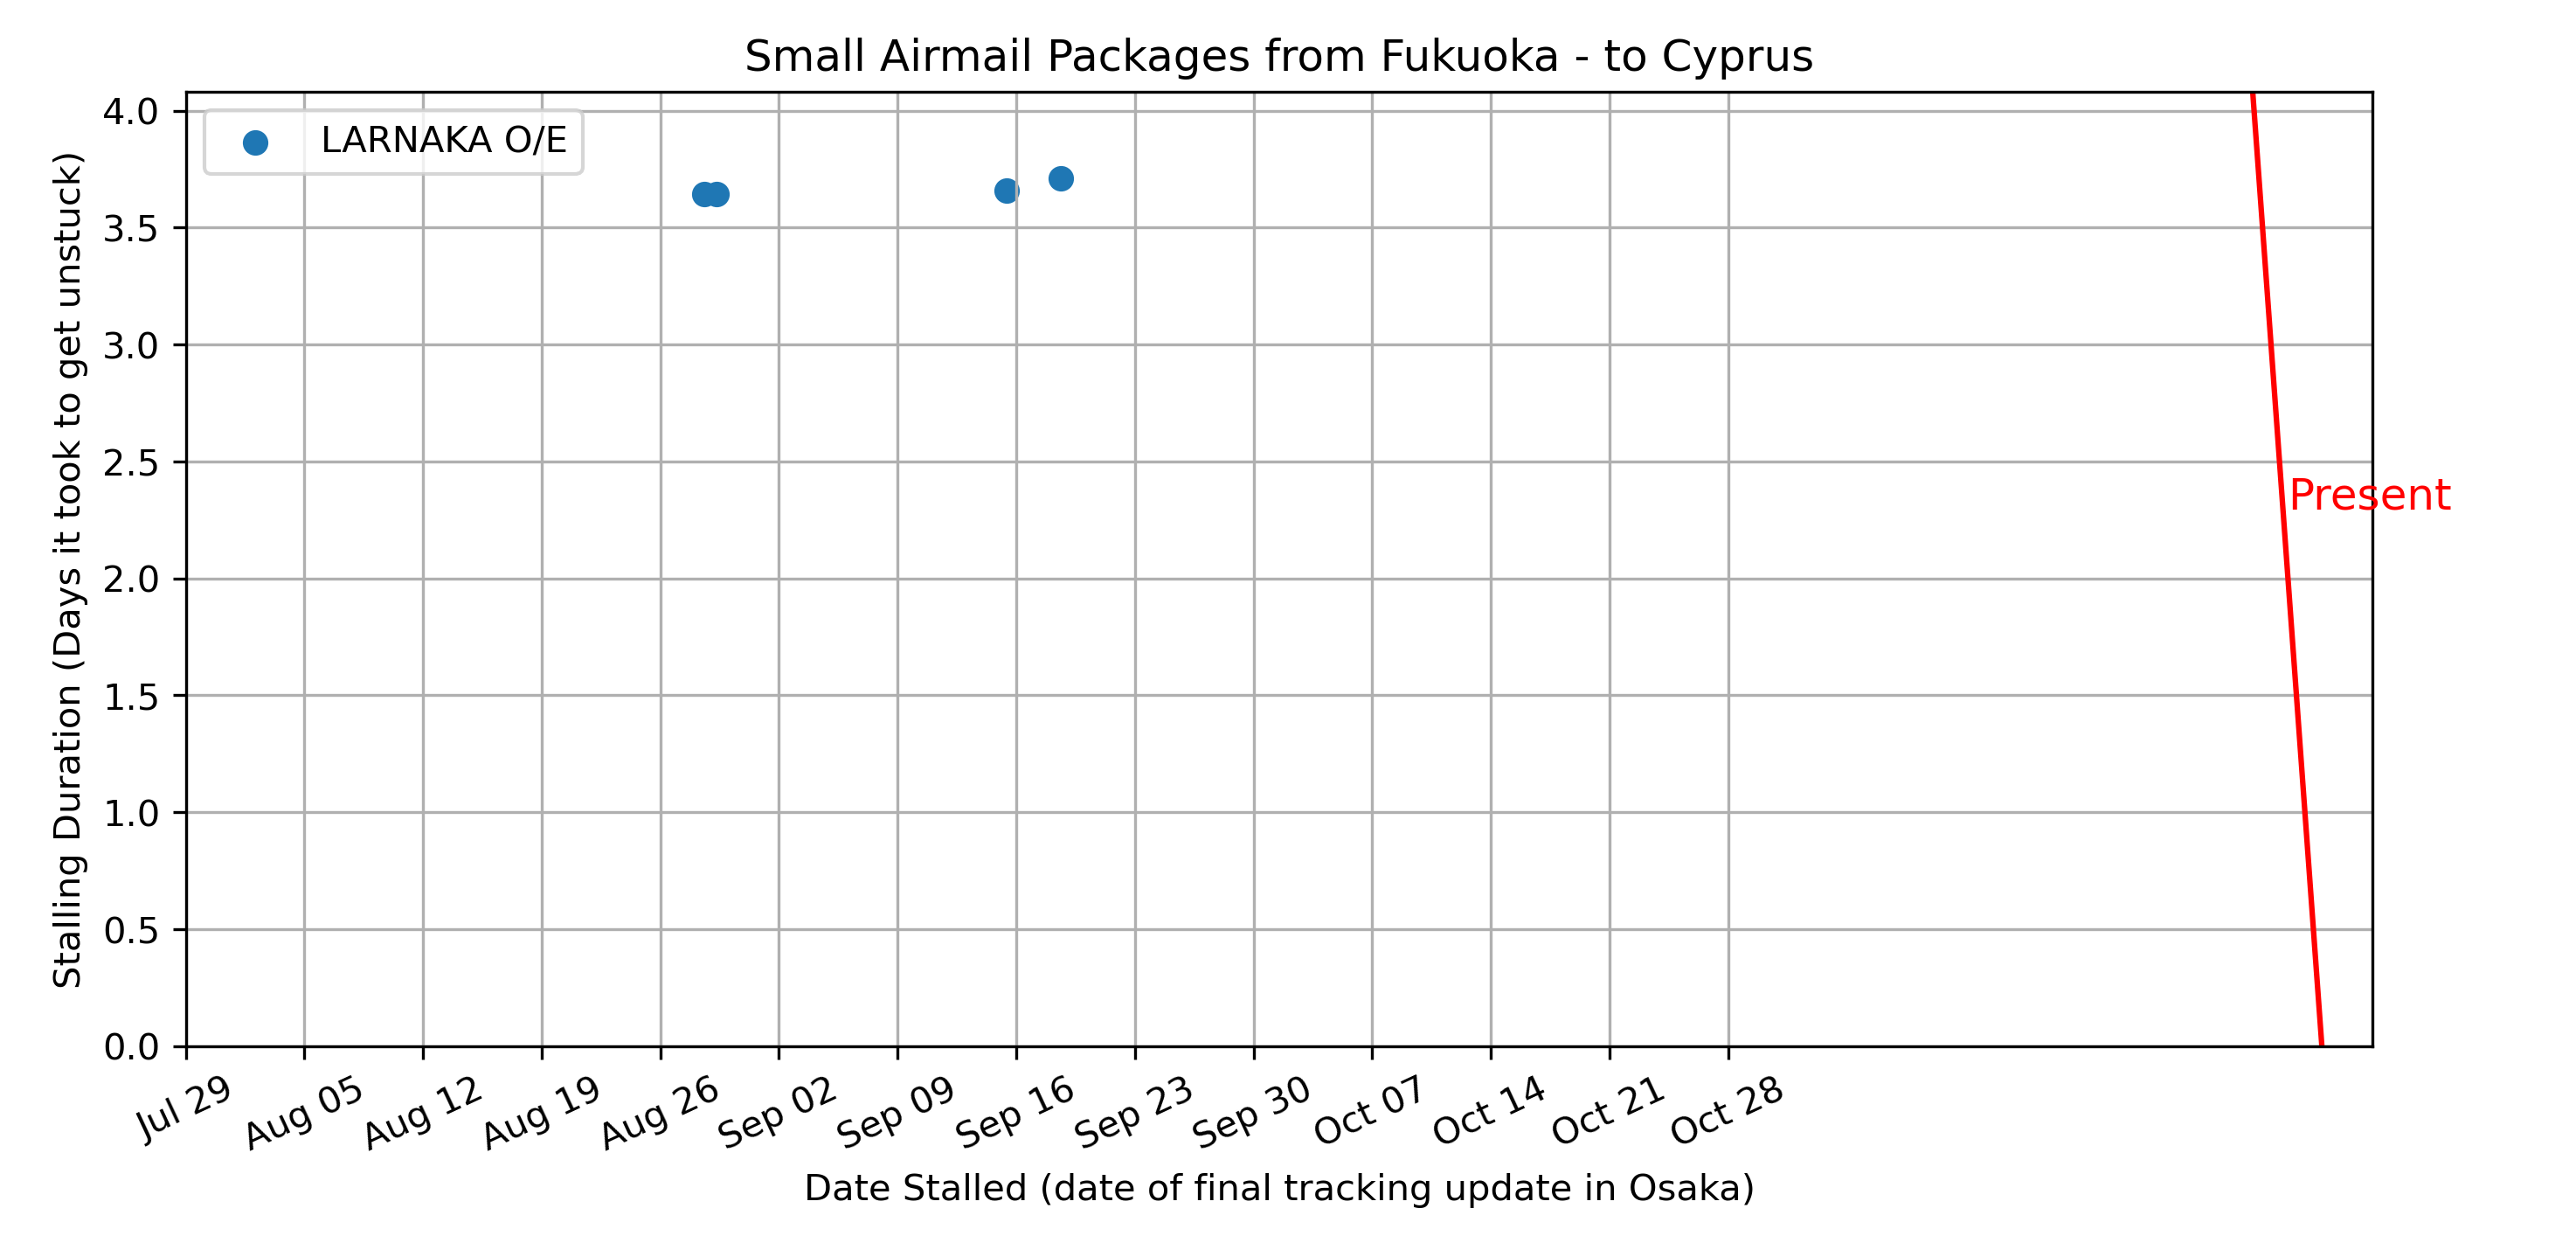 Small Airmail Packages from Fukuoka - to Cyprus
LARNAKA O/E
Stalling Duration (Days it took to get unstuck)
4.0
3.5
3.0
2.5
2.0
1.5
1.0
0.5
0.0
Present
Jul 29
Aug 05
Aug 12
Aug 19
Aug 26
Sep 02
Sep 09
Sep 16
Sep 23
Sep 30
Oct 07
Oct 14
Oct 21
Oct 28
Date Stalled (date of final tracking update in Osaka)